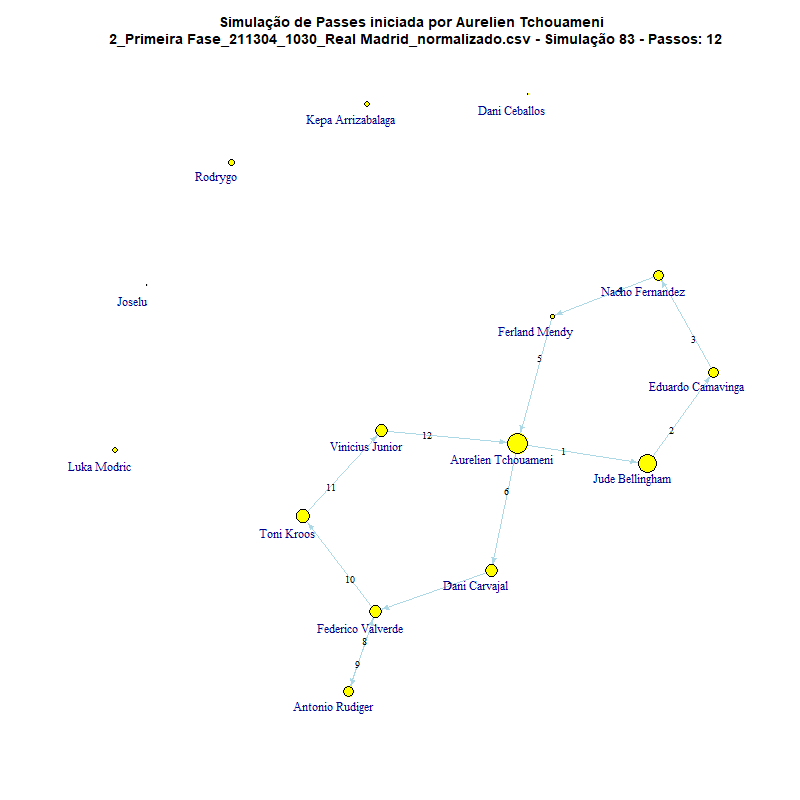 Simulação de Passes iniciada por Aurelien Tchouameni
2_Primeira Fase_211304_1030_Real Madrid_normalizado.csv - Simulação 83 - Passos: 12
Dani Ceballos
Kepa Arrizabalaga
Rodrygo
Joselu
Nacho Fernandez
4
Ferland Mendy
3
5
Eduardo Camavinga
2
12
Vinicius Junior
1
Aurelien Tchouameni
Luka Modric
Jude Bellingham
11
6
Toni Kroos
10
Dani Carvajal
Federico Valverde
8
9
Antonio Rudiger